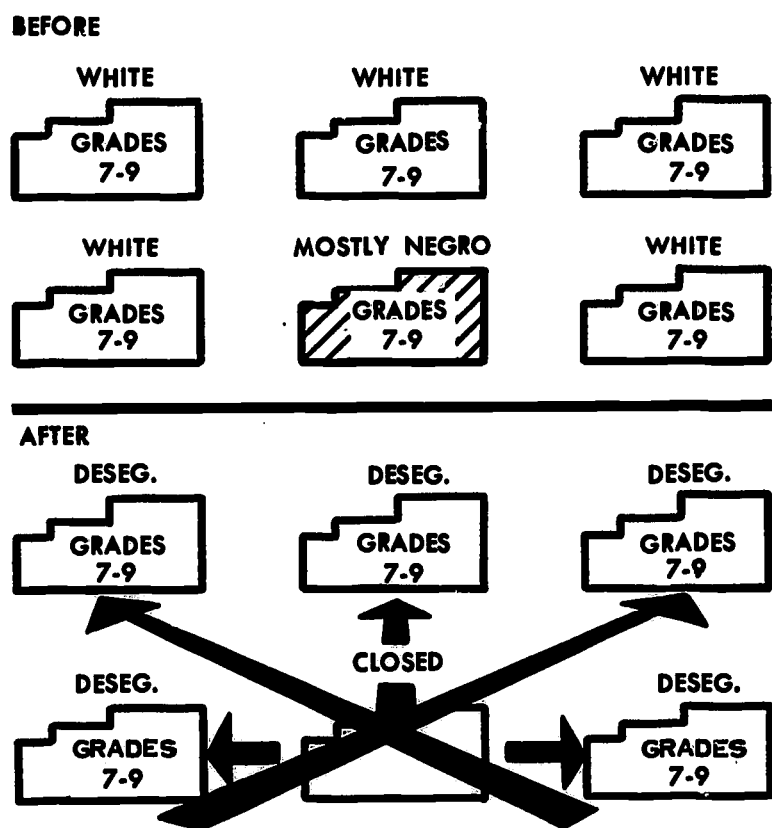 BEFORE
WHITE WHITE WHITE
GRADES GRADES GRADES
7-9 7-9 7-9
WHITE MOSTLY NEGRO WHITE
GRADES GRADES GRADES
7-9 7-9 7-9
AFTER
DESEG. DESEG. DESEG.
GRADES GRADES GRADES
7-9 7-9 7-9
CLOSED
DESEG. DESEG.
GRADES GRADES
7-9 7-9